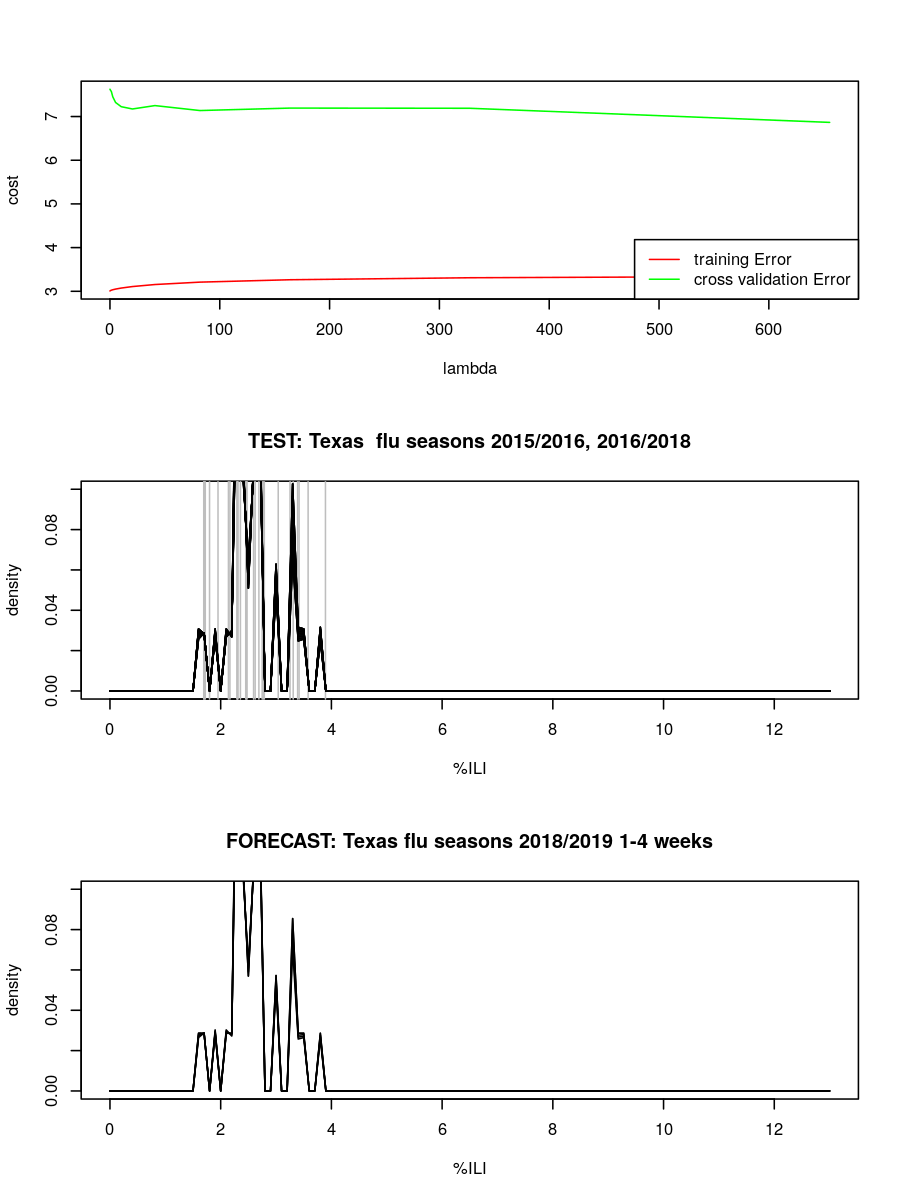 cost
7
6
5
4
3
training Error
cross validation Error
0 100 200 300 400 500 600
lambda
TEST: Texas  flu seasons 2015/2016, 2016/2018
density
0.08
0.04
0.00
0 2 4 6 8 10 12
%ILI
FORECAST: Texas flu seasons 2018/2019 1-4 weeks
density
0.08
0.04
0.00
0 2 4 6 8 10 12
%ILI